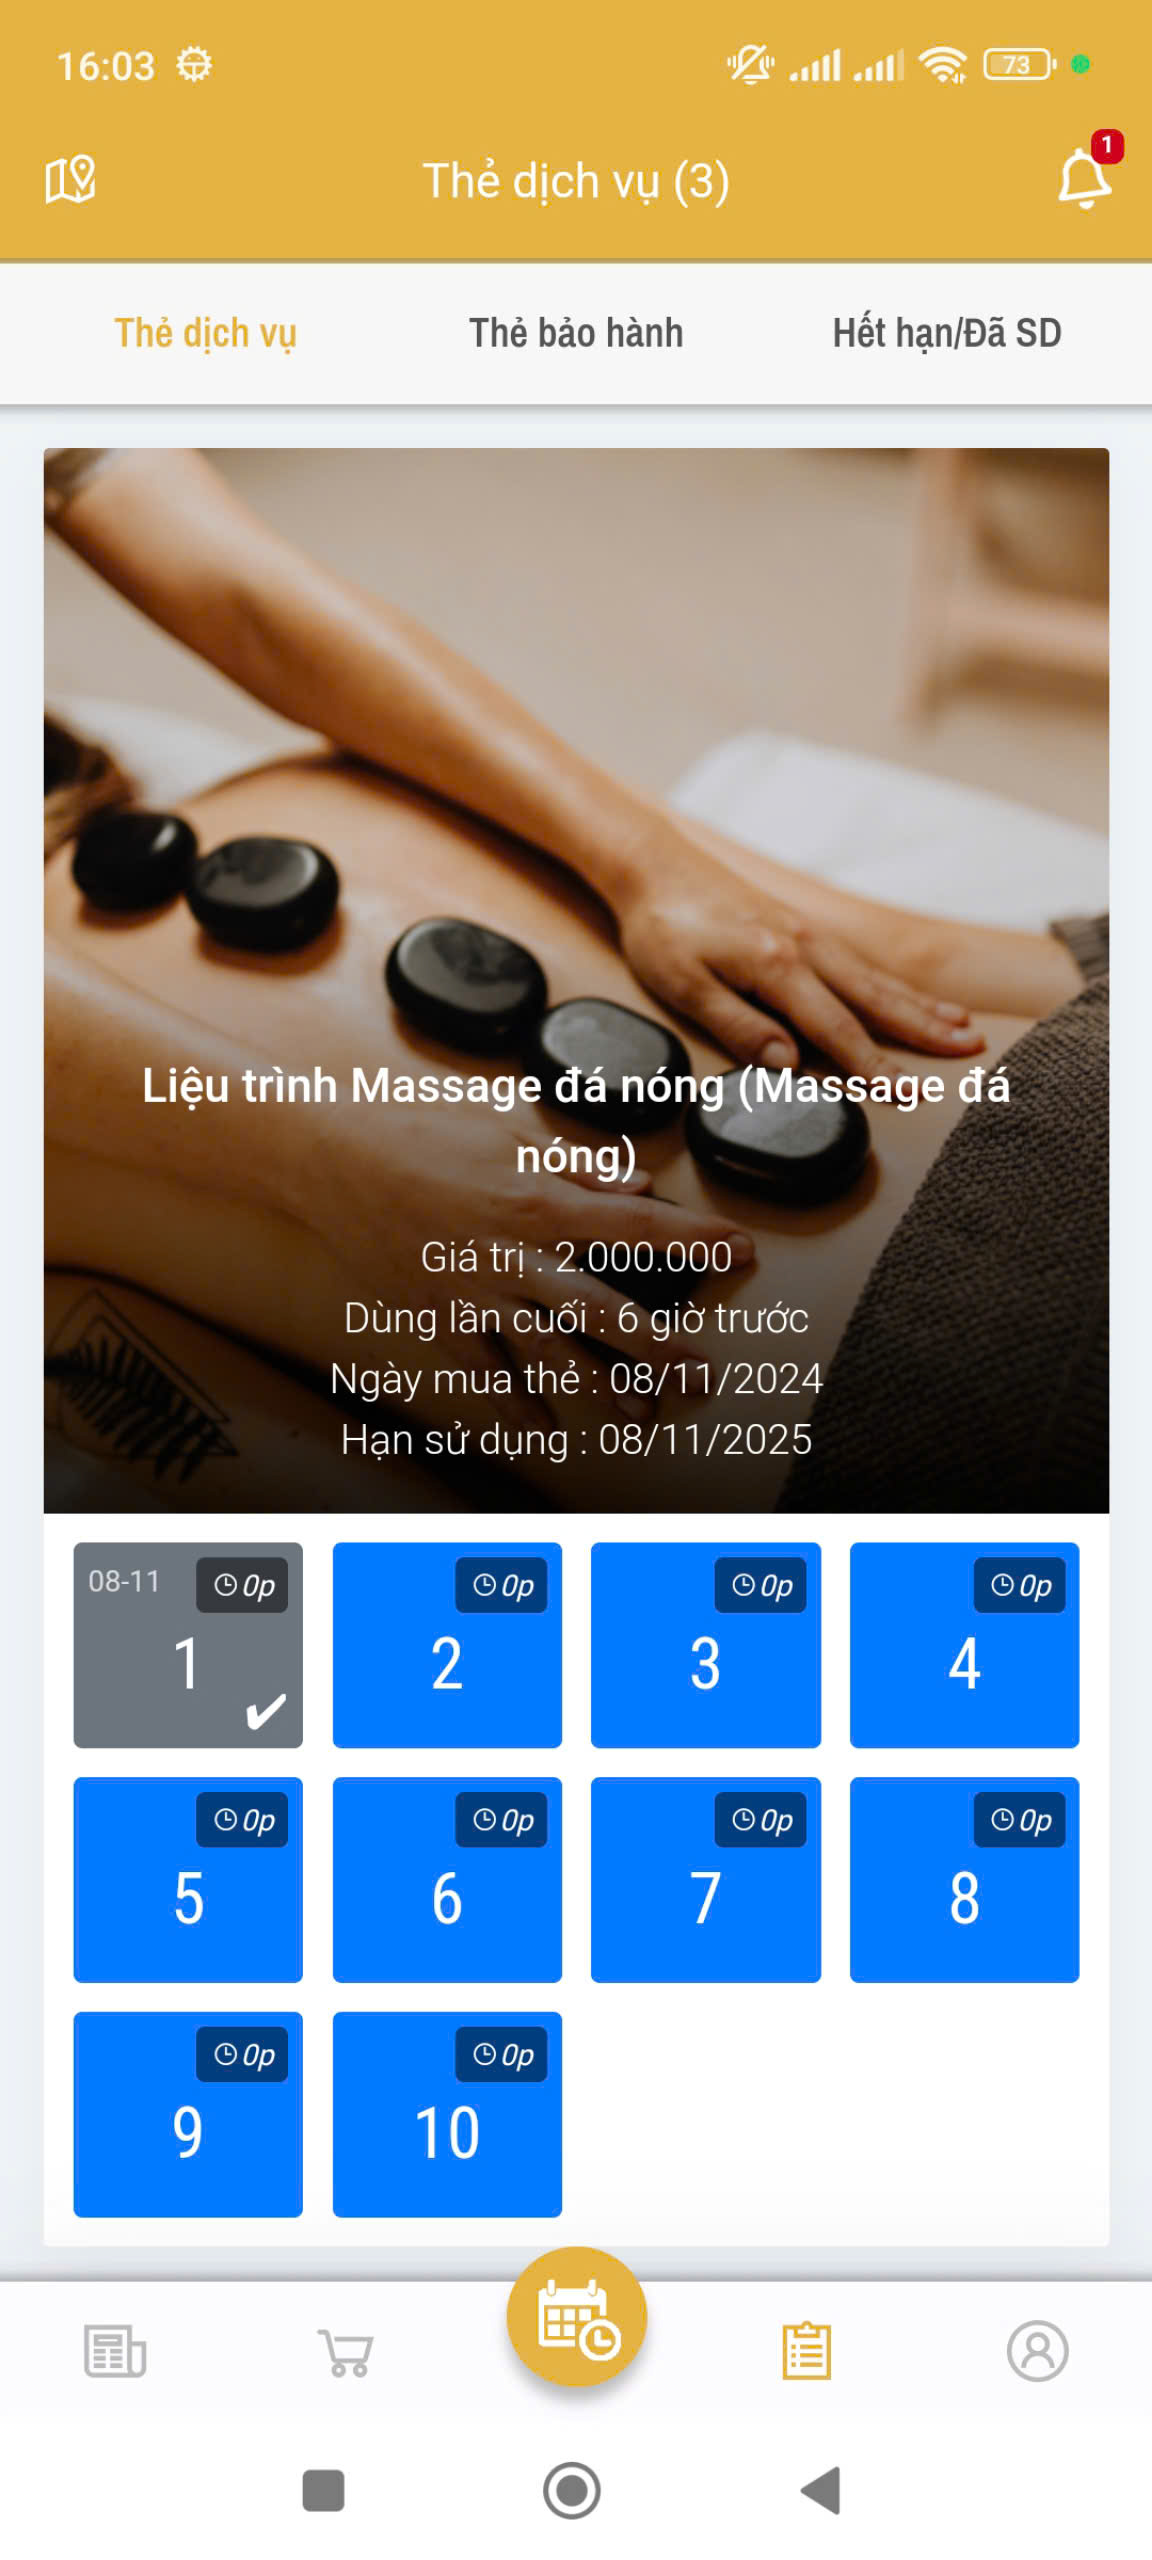 16:03
73
Thẻ dịch vụ (3)
1
Thẻ dịch vụ
Thẻ bảo hành
Hết hạn/Đã SD
Liệu trình Massage đá nóng (Massage đá
nóng)
Giá trị : 2.000.000
Dùng lần cuối : 6 giờ trước
Ngày mua thẻ : 08/11/2024
Hạn sử dụng : 08/11/2025
08-11 0p 0p 0p 0p
1 2 3 4
0p 0p 0p 0p
5 6 7 8
0p 0p
9 10